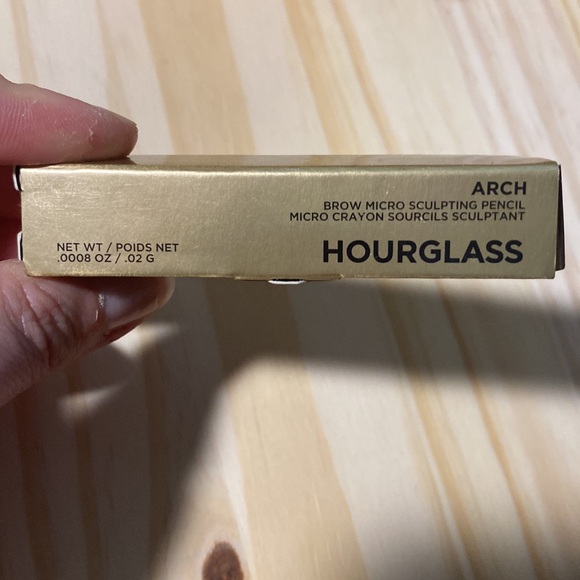 ARCH
BROW MICRO SCULPTING PENCIL
MICRO CRAYON SOURCILS SCULPTANT
HOURGLASS
NET WT / POIDS NET
.0008 OZ / .02 G